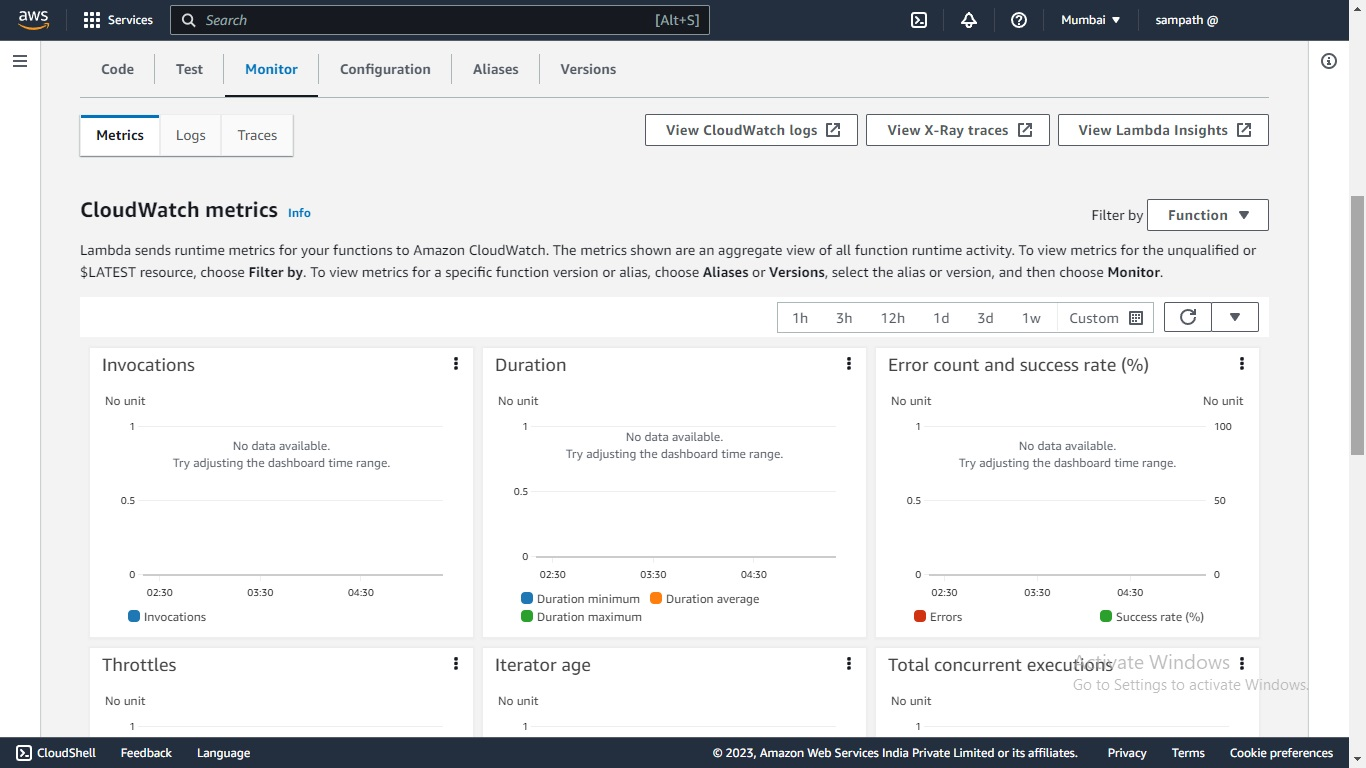 aws Services Search [Alt+S] Mumbai sampath @
Code Test Monitor Configuration Aliases Versions
Metrics Logs Traces View CloudWatch logs View X-Ray traces View Lambda Insights
CloudWatch metrics Info Filter by Function
Lambda sends runtime metrics for your functions to Amazon CloudWatch. The metrics shown are an aggregate view of all function runtime activity. To view metrics for the unqualified or
$LATEST resource, choose Filter by. To view metrics for a specific function version or alias, choose Aliases or Versions, select the alias or version, and then choose Monitor.
1h 3h 12h 1d 3d 1w Custom
Invocations
No unit
1
No data available.
Try adjusting the dashboard time range.
0.5
0
02:30 03:30 04:30
Invocations
Duration
No unit
1
No data available.
Try adjusting the dashboard time range.
0.5
0
02:30 03:30 04:30
Duration minimum Duration average
Duration maximum
Error count and success rate (%)
No unit No unit
1 100
No data available.
Try adjusting the dashboard time range.
0.5 50
0 0
02:30 03:30 04:30
Errors Success rate (%)
Throttles
No unit
1
Iterator age
No unit
1
Total concurrent executions
No unit
1
Activate Windows
Go to Settings to activate Windows.
CloudShell Feedback Language © 2023, Amazon Web Services India Private Limited or its affiliates. Privacy Terms Cookie preferences